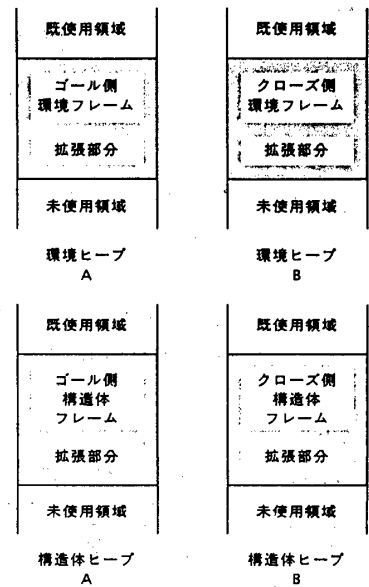 既使用領域
ゴール側
環境フレーム
拡張部分
未使用領域
環境ヒープ
A
既使用領域
クローズ側
環境フレーム
拡張部分
未使用領域
環境ヒープ
B
既使用領域
ゴール側
構造体
フレーム
拡張部分
未使用領域
構造体ヒープ
A
既使用領域
クローズ側
構造体
フレーム
拡張部分
未使用領域
構造体ヒープ
B